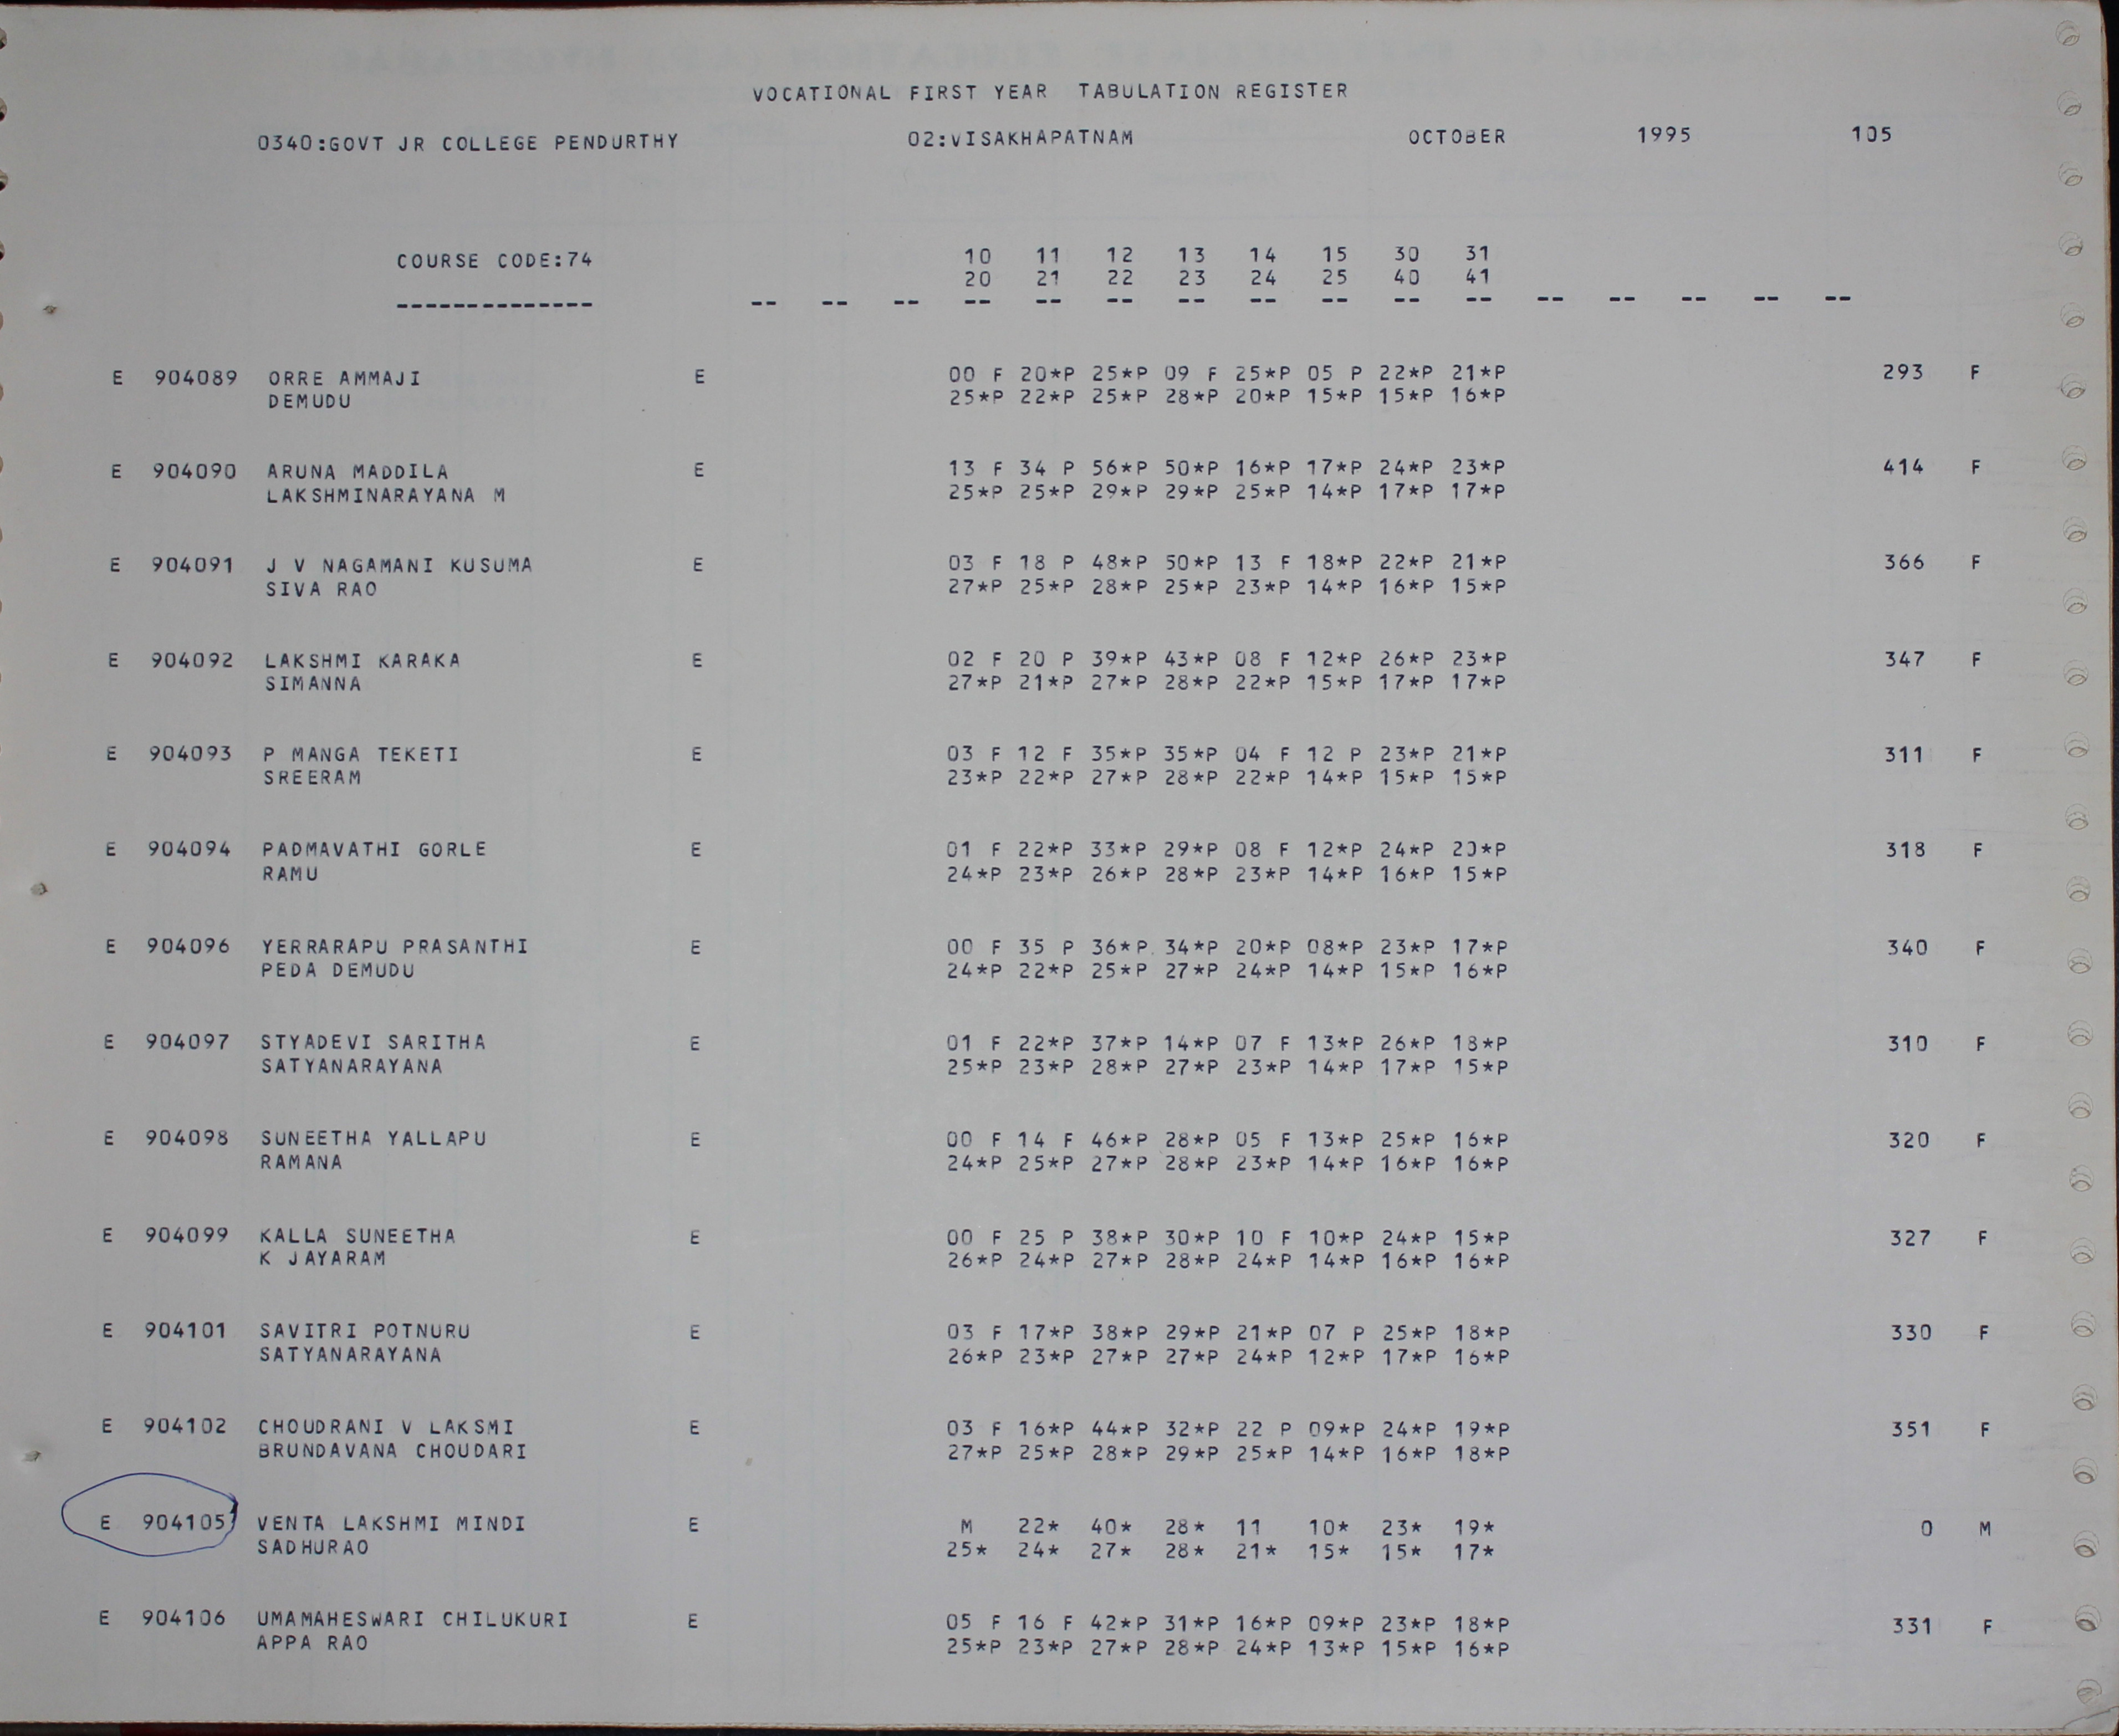 VOCATIONAL FIRST YEAR TABULATION REGISTER
0340:GOVT JR COLLEGE PENDURTHY 02:VISAKHAPATNAM OCTOBER 1995 105
COURSE CODE:74 10 11 12 13 14 15 30 31
20 21 22 23 24 25 40 41
-------------- -- -- -- -- -- -- -- -- -- -- -- -- -- -- -- --
E 904089 ORRE AMMAJI E 00 F 20*P 25*P 09 F 25*P 05 P 22*P 21*P 293 F
DEMUDU 25*P 22*P 25*P 28*P 20*P 15*P 15*P 16*P
E 904090 ARUNA MADDILA E 13 F 34 P 56*P 50*P 16*P 17*P 24*P 23*P 414 F
LAKSHMINARAYANA M 25*P 25*P 29*P 29*P 25*P 14*P 17*P 17*P
E 904091 J V NAGAMANI KUSUMA E 03 F 18 P 48*P 50*P 13 F 18*P 22*P 21*P 366 F
SIVA RAO 27*P 25*P 28*P 25*P 23*P 14*P 16*P 15*P
E 904092 LAKSHMI KARAKA E 02 F 20 P 39*P 43*P 08 F 12*P 26*P 23*P 347 F
SIMANNA 27*P 21*P 27*P 28*P 22*P 15*P 17*P 17*P
E 904093 P MANGA TEKETI E 03 F 12 F 35*P 35*P 04 F 12 P 23*P 21*P 311 F
SREERAM 23*P 22*P 27*P 28*P 22*P 14*P 15*P 15*P
E 904094 PADMAVATHI GORLE E 01 F 22*P 33*P 29*P 08 F 12*P 24*P 20*P 318 F
RAMU 24*P 23*P 26*P 28*P 23*P 14*P 16*P 15*P
E 904096 YERRARAPU PRASANTHI E 00 F 35 P 36*P 34*P 20*P 08*P 23*P 17*P 340 F
PEDA DEMUDU 24*P 22*P 25*P 27*P 24*P 14*P 15*P 16*P
E 904097 STYADEVI SARITHA E 01 F 22*P 37*P 14*P 07 F 13*P 26*P 18*P 310 F
SATYANARAYANA 25*P 23*P 28*P 27*P 23*P 14*P 17*P 15*P
E 904098 SUNEETHA YALLAPU E 00 F 14 F 46*P 28*P 05 F 13*P 25*P 16*P 320 F
RAMANA 24*P 25*P 27*P 28*P 23*P 14*P 16*P 16*P
E 904099 KALLA SUNEETHA E 00 F 25 P 38*P 30*P 10 F 10*P 24*P 15*P 327 F
K JAYARAM 26*P 24*P 27*P 28*P 24*P 14*P 16*P 16*P
E 904101 SAVITRI POTNURU E 03 F 17*P 38*P 29*P 21*P 07 P 25*P 18*P 330 F
SATYANARAYANA 26*P 23*P 27*P 27*P 24*P 12*P 17*P 16*P
E 904102 CHOUDRANI V LAKSMI E 03 F 16*P 44*P 32*P 22 P 09*P 24*P 19*P 351 F
BRUNDAVANA CHOUDARI 27*P 25*P 28*P 29*P 25*P 14*P 16*P 18*P
E 904105 VENTA LAKSHMI MINDI E M 22* 40* 28* 11 10* 23* 19* 0 M
SADHURAO 25* 24* 27* 28* 21* 15* 15* 17*
E 904106 UMAMAHESWARI CHILUKURI E 05 F 16 F 42*P 31*P 16*P 09*P 23*P 18*P 331 F
APPA RAO 25*P 23*P 27*P 28*P 24*P 13*P 15*P 16*P